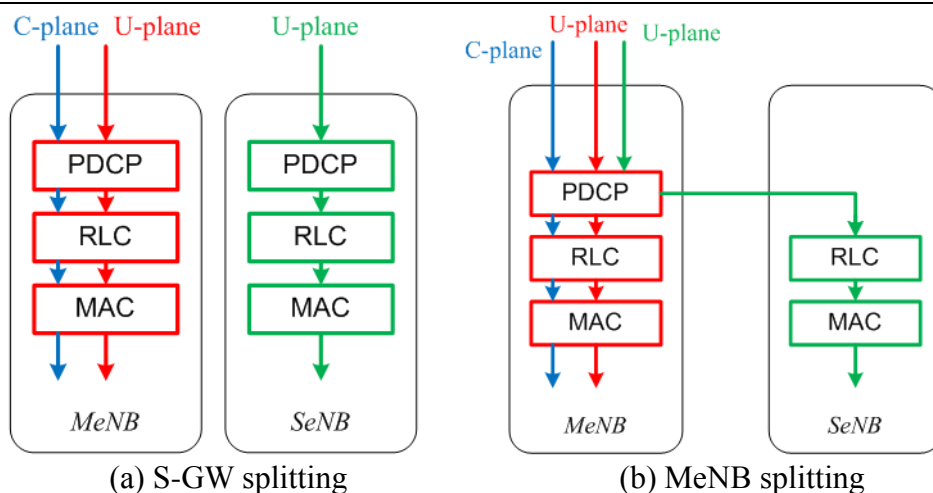 C-plane U-plane
PDCP
RLC
MAC
MeNB
U-plane
PDCP
RLC
MAC
SeNB
(a) S-GW splitting
U-plane
C-plane
U-plane
PDCP
RLC
MAC
MeNB
RLC
MAC
SeNB
(b) MeNB splitting